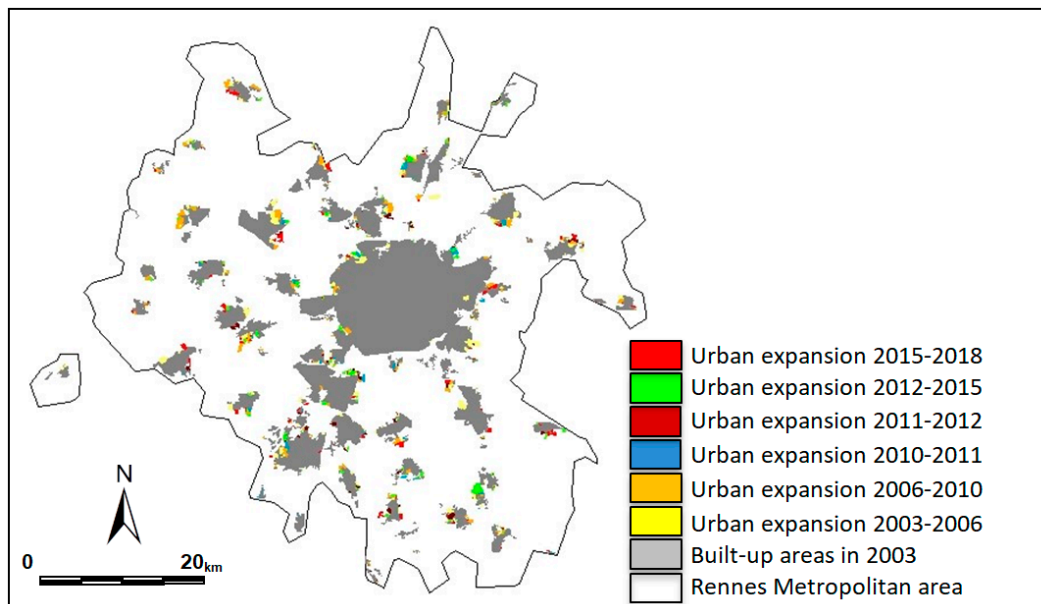 Urban expansion 2015-2018
Urban expansion 2012-2015
Urban expansion 2011-2012
Urban expansion 2010-2011
Urban expansion 2006-2010
Urban expansion 2003-2006
Built-up areas in 2003
Rennes Metropolitan area
N
0 20km